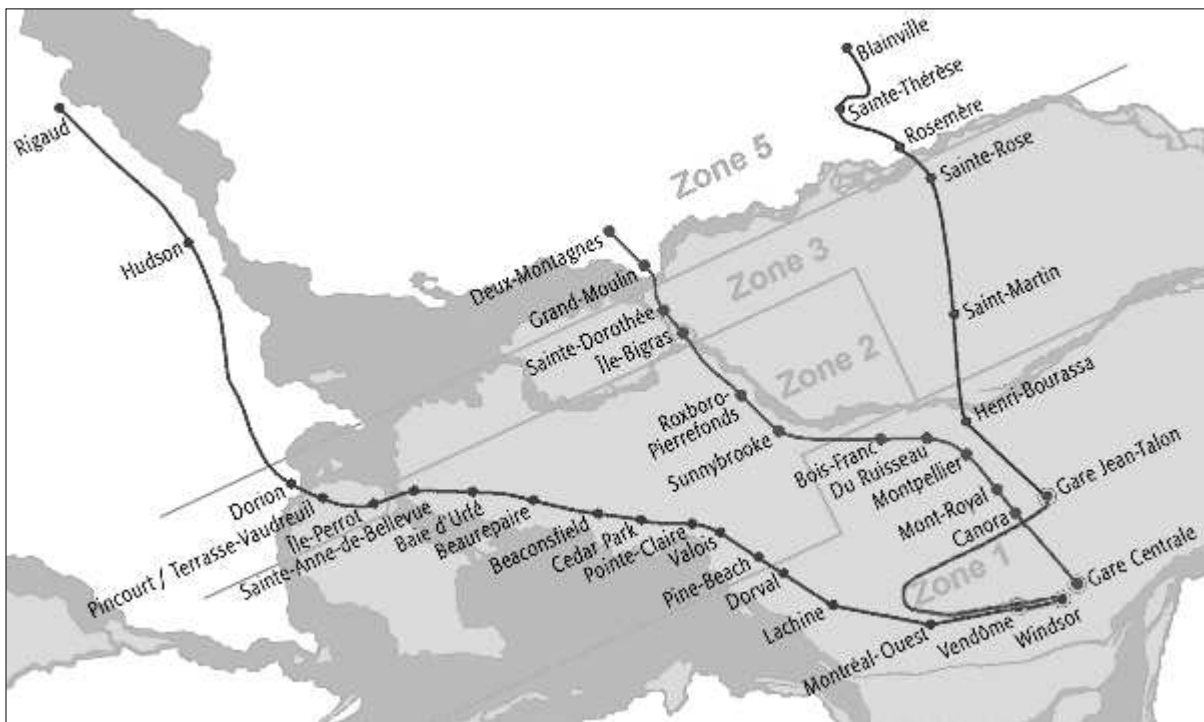 Blainville
Sainte-Thérèse
Rosemère
Sainte-Rose
Rigaud
Zone 5
Hudson
Deux-Montagnes
Grand-Moulin
Zone 3
Sainte-Dorothée
Île-Bigras
Saint-Martin
Zone 2
Roxboro-
Pierrefonds
Sunnybrooke
Bois-Franc
Du Ruisseau
Montpellier
Henri-Bourassa
Mont-Royal
Canora
Gare Jean-Talon
Dorion
Pincourt / Terrasse-Vaudreuil
Île-Perrot
Sainte-Anne-de-Bellevue
Baie d'Urfé
Beaurepaire
Beaconsfield
Cedar Park
Pointe-Claire
Valois
Pine-Beach
Dorval
Lachine
Montréal-Ouest
Vendôme
Windsor
Zone 1
Gare Centrale